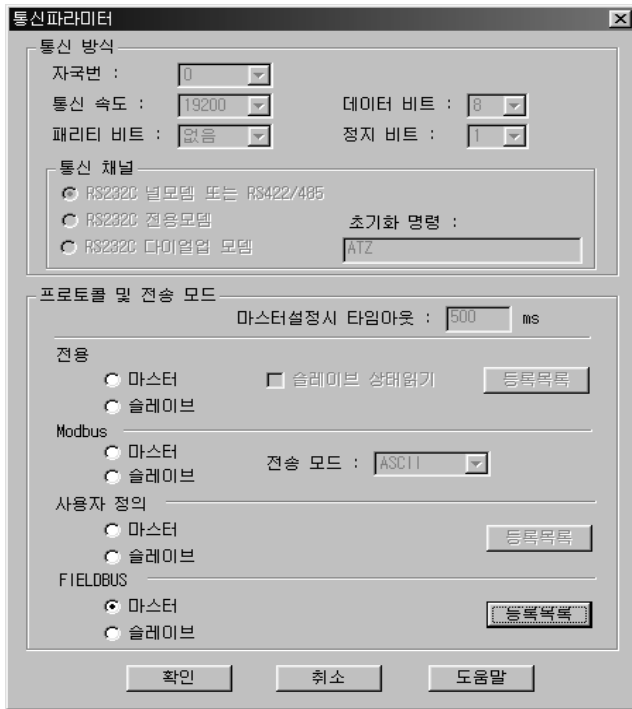 통신파라미터
통신 방식
자국번 : 0
통신 속도 : 19200 데이터 비트 : 8
패리티 비트 : 없음 정지 비트 : 1
통신 채널
RS232C 널모뎀 또는 RS422/485
RS232C 전용모뎀 초기화 명령 :
RS232C 다이얼업 모뎀 ATZ
프로토콜 및 전송 모드
마스터설정시 타임아웃 : 500 ms
전용
마스터 슬레이브 상태읽기 등록목록
슬레이브
Modbus
마스터 전송 모드 : ASCII
슬레이브
사용자 정의
마스터 등록목록
슬레이브
FIELDBUS
마스터 등록목록
슬레이브
확인 취소 도움말